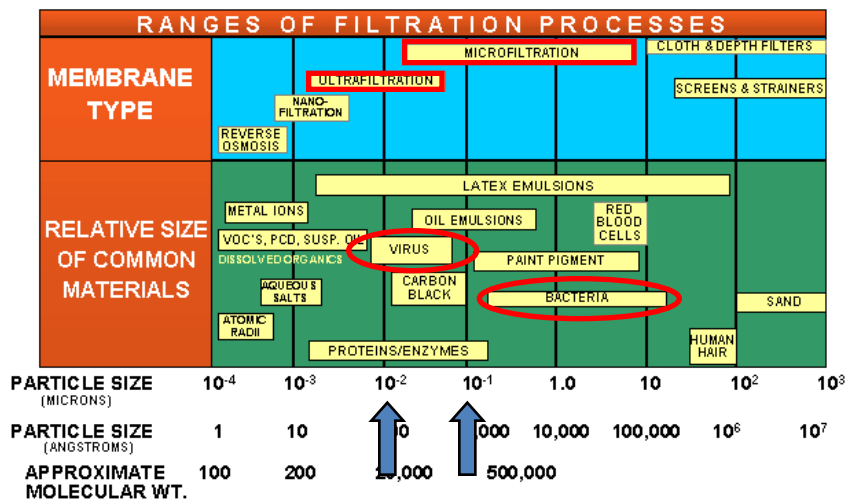 RANGES OF FILTRATION PROCESSES
MEMBRANE
TYPE
MICROFILTRATION
CLOTH & DEPTH FILTERS
ULTRAFILTRATION
SCREENS & STRAINERS
NANO-
FILTRATION
REVERSE
OSMOSIS
RELATIVE SIZE
OF COMMON
MATERIALS
LATEX EMULSIONS
METAL IONS
OIL EMULSIONS
RED
BLOOD
CELLS
VOC'S, PCD, SUSP. OIL
VIRUS
DISSOLVED ORGANICS
PAINT PIGMENT
AQUEOUS
SALTS
CARBON
BLACK
BACTERIA
SAND
ATOMIC
RADII
HUMAN
HAIR
PROTEINS/ENZYMES
PARTICLE SIZE 10-4 10-3 10-2 10-1 1.0 10 102 103
(MICRONS)
PARTICLE SIZE 1 10 10,000 100,000 106 107
(ANGSTROMS)
APPROXIMATE 100 200 500,000
MOLECULAR WT.